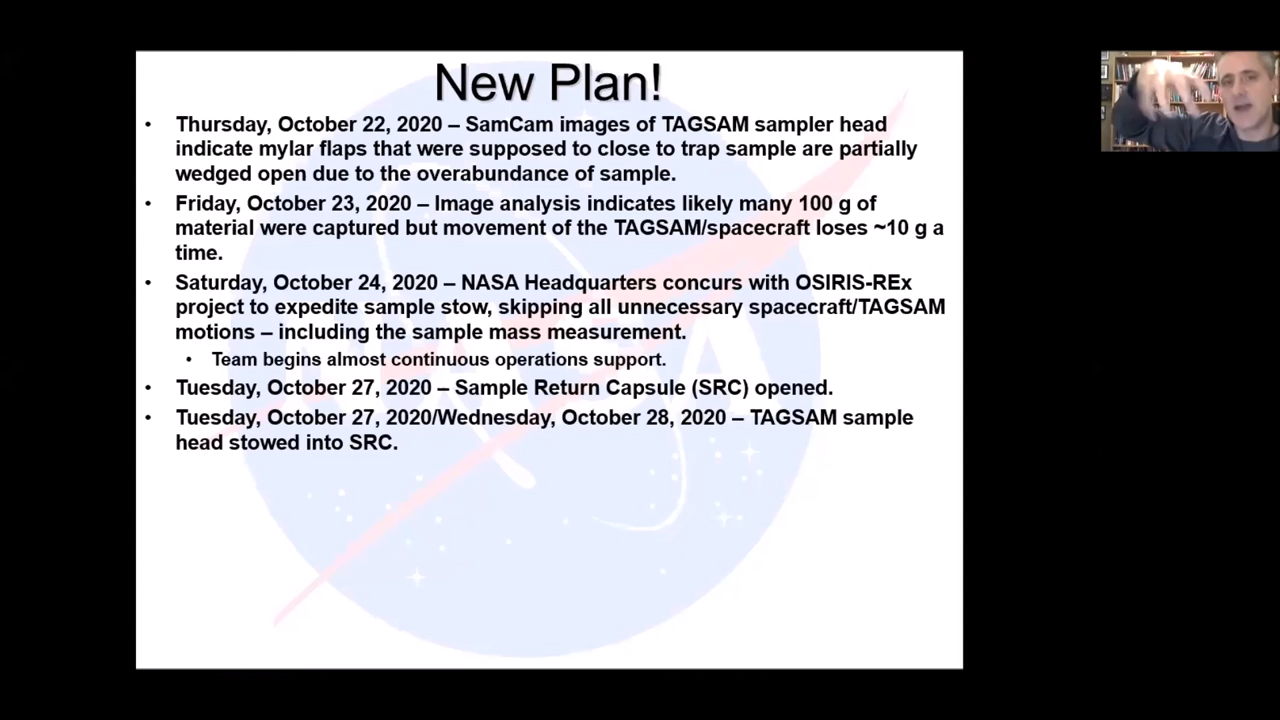 New Plan!
• Thursday, October 22, 2020 – SamCam images of TAGSAM sampler head
indicate mylar flaps that were supposed to close to trap sample are partially
wedged open due to the overabundance of sample.
• Friday, October 23, 2020 – Image analysis indicates likely many 100 g of
material were captured but movement of the TAGSAM/spacecraft loses ~10 g a
time.
• Saturday, October 24, 2020 – NASA Headquarters concurs with OSIRIS-REx
project to expedite sample stow, skipping all unnecessary spacecraft/TAGSAM
motions – including the sample mass measurement.
• Team begins almost continuous operations support.
• Tuesday, October 27, 2020 – Sample Return Capsule (SRC) opened.
• Tuesday, October 27, 2020/Wednesday, October 28, 2020 – TAGSAM sample
head stowed into SRC.